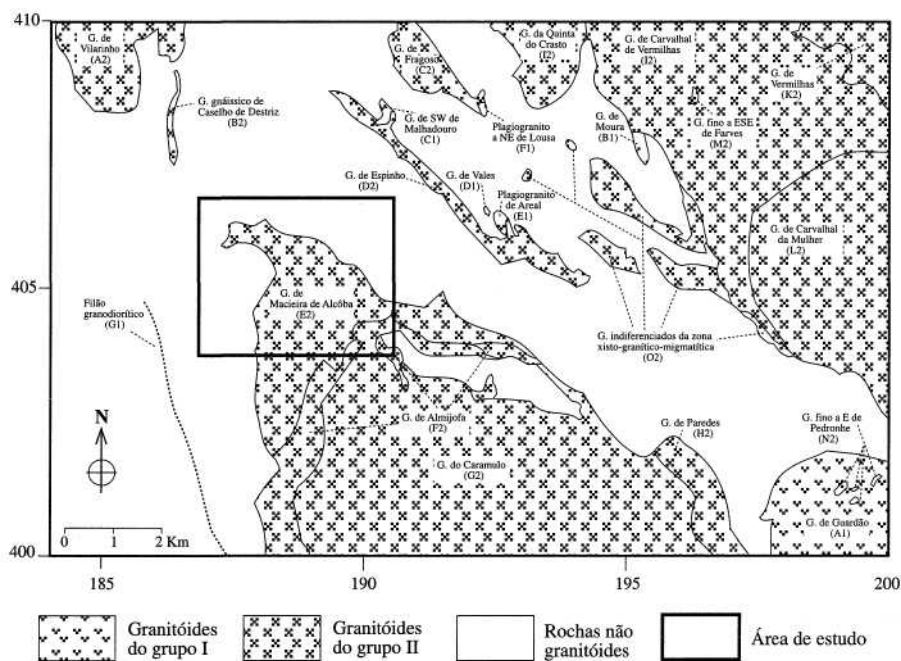 410
405
400
185
190
195
200
G. de
Vilarinho
(A2)
G. gnáissico de
Caselho de Destriz
(B2)
G. de
Fragoso
(C2)
G. da Quinta
do Crasto
(I2)
G. de Carvalhal
de Vermilhas
(I2)
G. de
Vermilhas
(K2)
G. de SW de
Malhadouro
(C1)
Plagiogranito
a NE de Lousa
(F1)
G. de
Moura
(B1)
G. fino a ESE
de Farves
(M2)
G. de Espinho
(D2)
G. de Vales
(D1)
Plagiogranito
de Areal
(E1)
G. de Carvalhal
da Mulher
(L2)
G. de
Macieira de Alcôba
(E2)
Filão
granodiorítico
(G1)
G. indiferenciados da zona
xisto-granítico-migmatítica
(O2)
G. de Almijofa
(F2)
G. de Paredes
(H2)
G. fino a E de
Pedronhe
(N2)
G. do Caramulo
(G2)
G. de Guardão
(A1)
N
0 1 2 Km
Granitóides
do grupo I
Granitóides
do grupo II
Rochas não
granitóides
Área de estudo